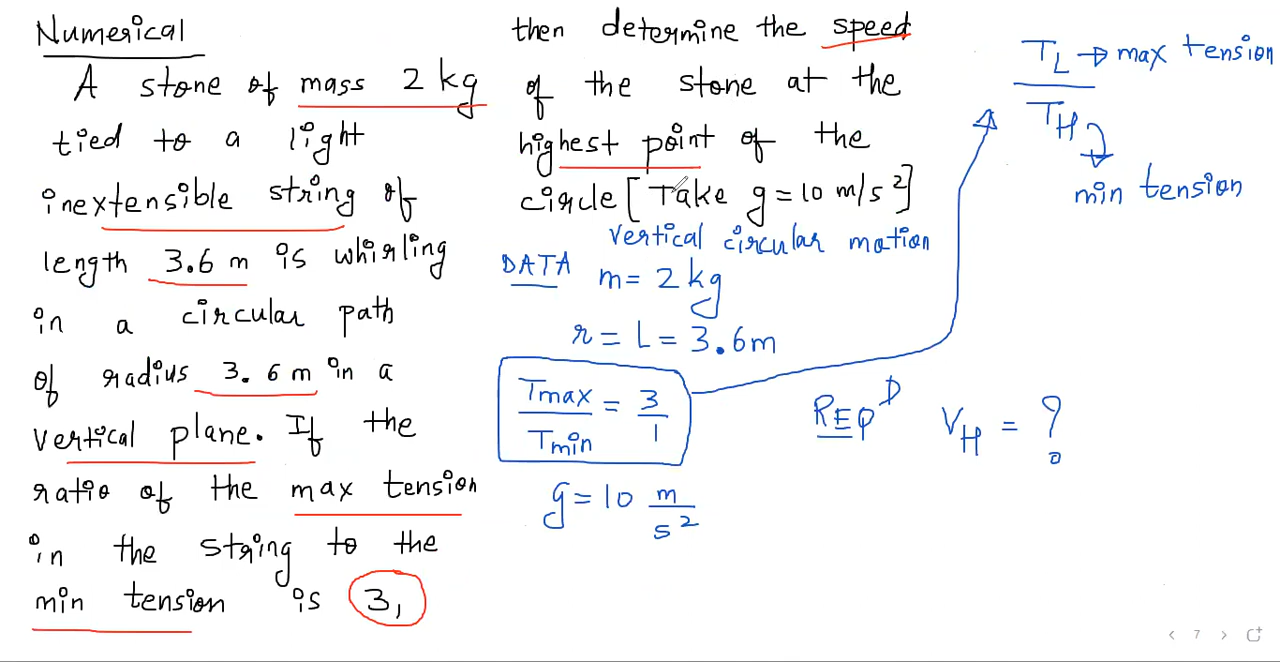 Numerical
A stone of mass 2 kg
tied to a light
inextensible string of
length 3.6 m is whirling
in a circular path
of radius 3.6 m in a
vertical plane. If the
ratio of the max tension
in the string to the
min tension is 3,
then determine the speed
of the stone at the
highest point of the
circle [Take g = 10 m/s²]
vertical circular motion
DATA m = 2 kg
r = L = 3.6 m
Tmax/Tmin = 3/1
g = 10 m/s²
REQD VH = ?
TL → max tension
TH
min tension
7